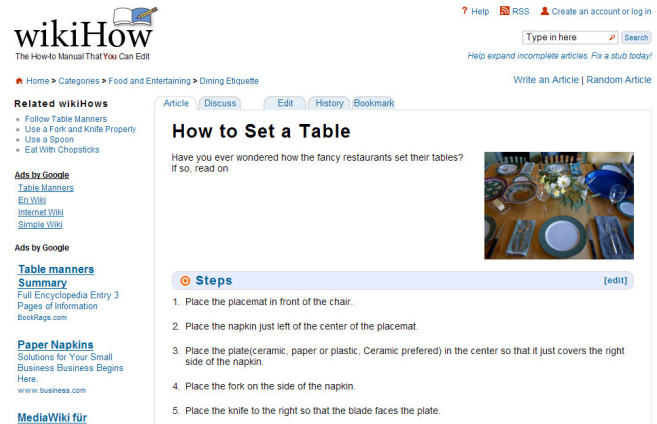 ? Help RSS Create an account or log in
wikiHow
The How-to Manual That You Can Edit
Type in here Search
Help expand incomplete articles. Fix a stub today!
Home > Categories > Food and Entertaining > Dining Etiquette
Write an Article | Random Article
Related wikiHows
Follow Table Manners
Use a Fork and Knife Properly
Use a Spoon
Eat With Chopsticks
Ads by Google
Table Manners
En Wiki
Internet Wiki
Simple Wiki
Ads by Google
Table manners
Summary
Full Encyclopedia Entry 3
Pages of Information
BookRags.com
Paper Napkins
Solutions for Your Small
Business Business Begins
Here.
www.business.com
MediaWiki für
Article Discuss Edit History Bookmark
How to Set a Table
Have you ever wondered how the fancy restaurants set their tables?
If so, read on
Steps [edit]
1. Place the placemat in front of the chair.
2. Place the napkin just left of the center of the placemat.
3. Place the plate(ceramic, paper or plastic, Ceramic prefered) in the center so that it just covers the right
side of the napkin.
4. Place the fork on the side of the napkin.
5. Place the knife to the right so that the blade faces the plate.